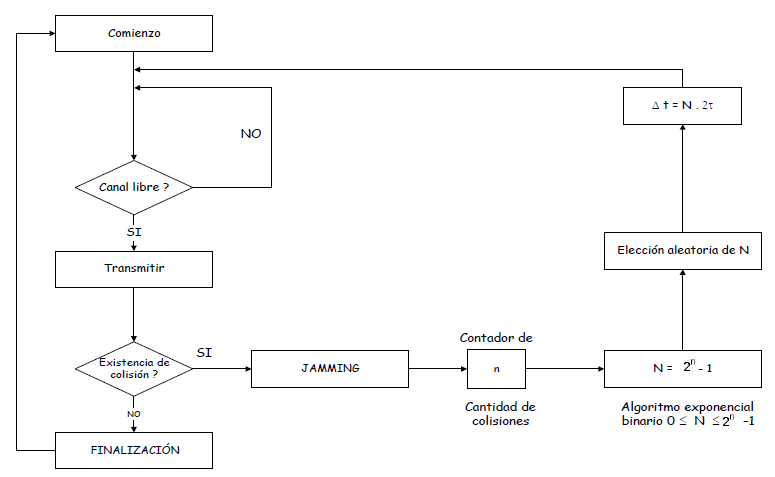 Comienzo
Δ t = N . 2τ
NO
Canal libre ?
SI
Elección aleatoria de N
Transmitir
Existencia de
colisión ?
SI
Contador de
JAMMING
n
N = 2ⁿ - 1
NO
Cantidad de
colisiones
Algoritmo exponencial
binario 0 ≤ N ≤ 2ⁿ -1
FINALIZACIÓN